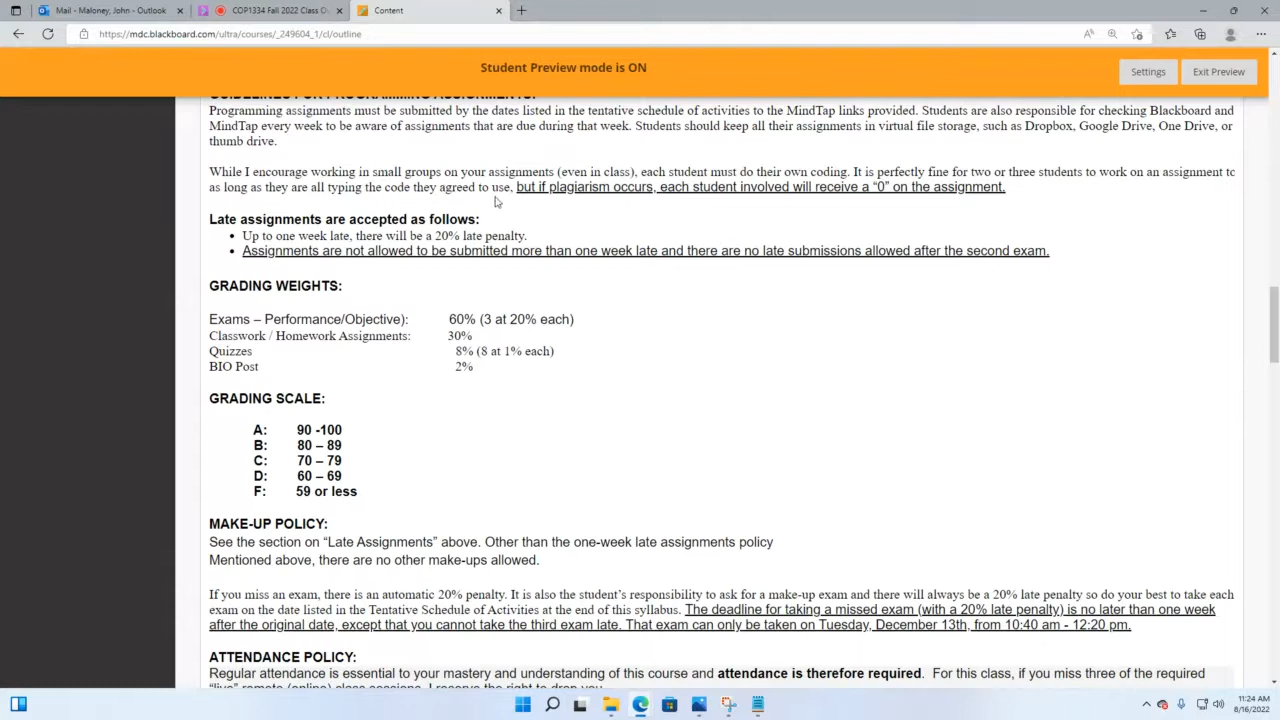 Mail - Maloney, John - Outlook
COP1334 Fall 2022 Class Ov
Content
https://mdc.blackboard.com/ultra/courses/_249604_1/cl/outline
Student Preview mode is ON
Settings
Exit Preview
GUIDELINES FOR PROGRAMMING ASSIGNMENTS:
Programming assignments must be submitted by the dates listed in the tentative schedule of activities to the MindTap links provided. Students are also responsible for checking Blackboard and
MindTap every week to be aware of assignments that are due during that week. Students should keep all their assignments in virtual file storage, such as Dropbox, Google Drive, One Drive, or
thumb drive.
While I encourage working in small groups on your assignments (even in class), each student must do their own coding. It is perfectly fine for two or three students to work on an assignment to
as long as they are all typing the code they agreed to use, but if plagiarism occurs, each student involved will receive a “0” on the assignment.
Late assignments are accepted as follows:
• Up to one week late, there will be a 20% late penalty.
• Assignments are not allowed to be submitted more than one week late and there are no late submissions allowed after the second exam.
GRADING WEIGHTS:
Exams – Performance/Objective): 60% (3 at 20% each)
Classwork / Homework Assignments: 30%
Quizzes 8% (8 at 1% each)
BIO Post 2%
GRADING SCALE:
A: 90 -100
B: 80 – 89
C: 70 – 79
D: 60 – 69
F: 59 or less
MAKE-UP POLICY:
See the section on “Late Assignments” above. Other than the one-week late assignments policy
Mentioned above, there are no other make-ups allowed.
If you miss an exam, there is an automatic 20% penalty. It is also the student’s responsibility to ask for a make-up exam and there will always be a 20% late penalty so do your best to take each
exam on the date listed in the Tentative Schedule of Activities at the end of this syllabus. The deadline for taking a missed exam (with a 20% late penalty) is no later than one week
after the original date, except that you cannot take the third exam late. That exam can only be taken on Tuesday, December 13th, from 10:40 am - 12:20 pm.
ATTENDANCE POLICY:
Regular attendance is essential to your mastery and understanding of this course and attendance is therefore required. For this class, if you miss three of the required
“live” remote (online) class sessions, I reserve the right to drop you
11:24 AM
8/16/2022